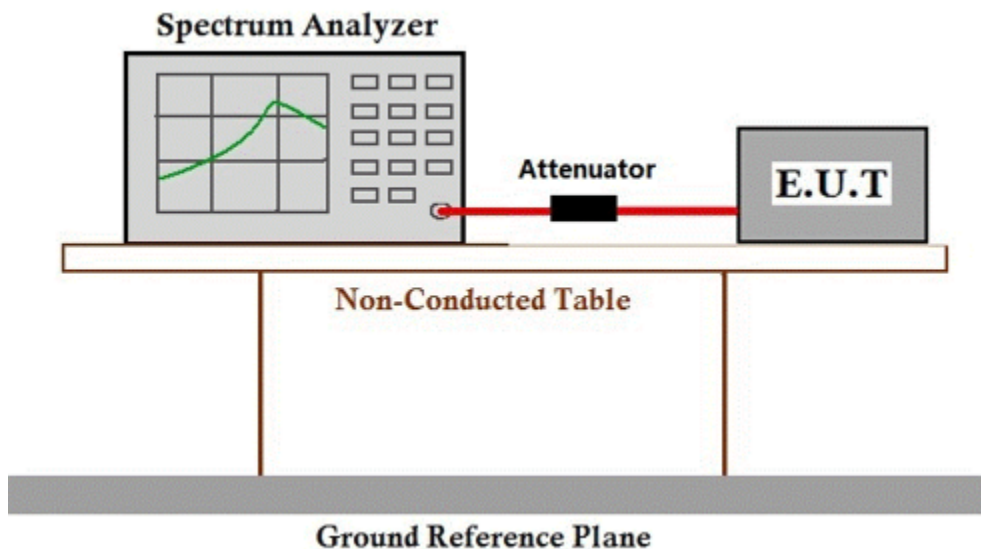 Spectrum Analyzer
Attenuator
E.U.T
Non-Conducted Table
Ground Reference Plane